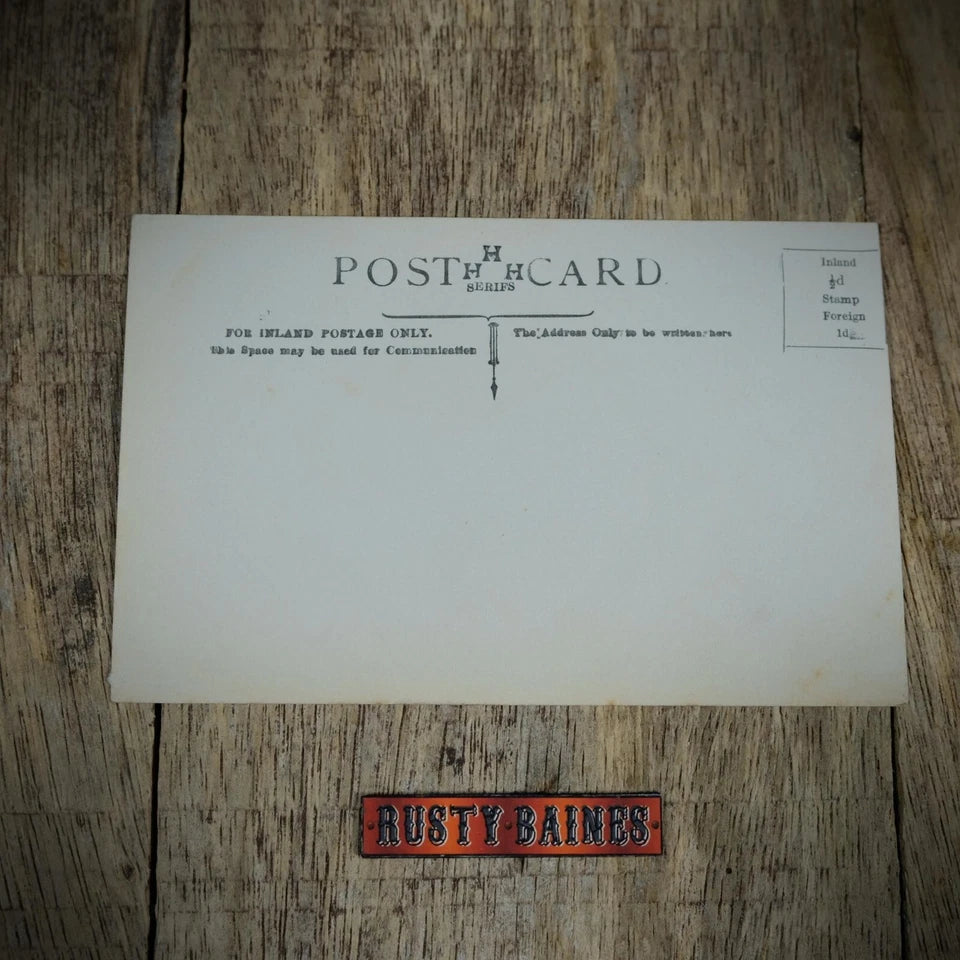 POST H H H CARD
SERIFS
FOR INLAND POSTAGE ONLY.
This Space may be used for Communication
The Address Only to be written here
Inland
½d
Stamp
Foreign
1d
RUSTY·BAINES